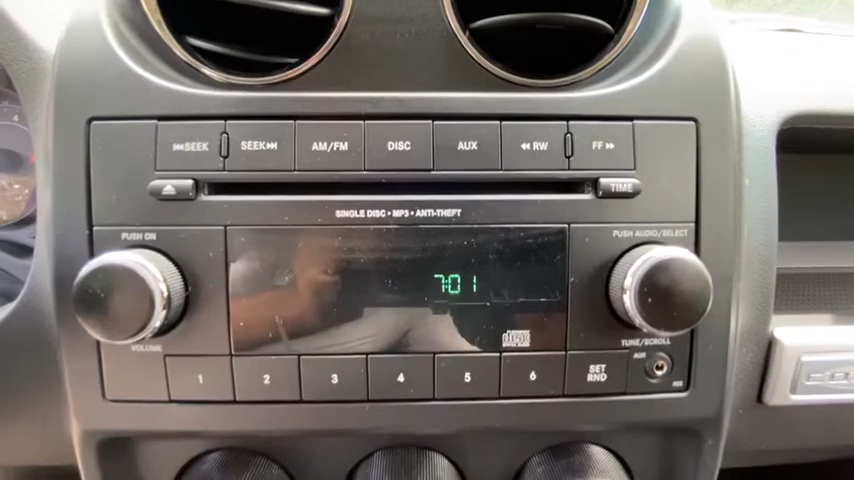 ⏮SEEK SEEK⏭ AM/FM DISC AUX ◀◀ RW FF ▶▶
TIME
SINGLE DISC • MP3 • ANTI-THEFT
PUSH ON PUSH AUDIO/SELECT
7:01
VOLUME TUNE/SCROLL
1 2 3 4 5 6 SET RND AUX